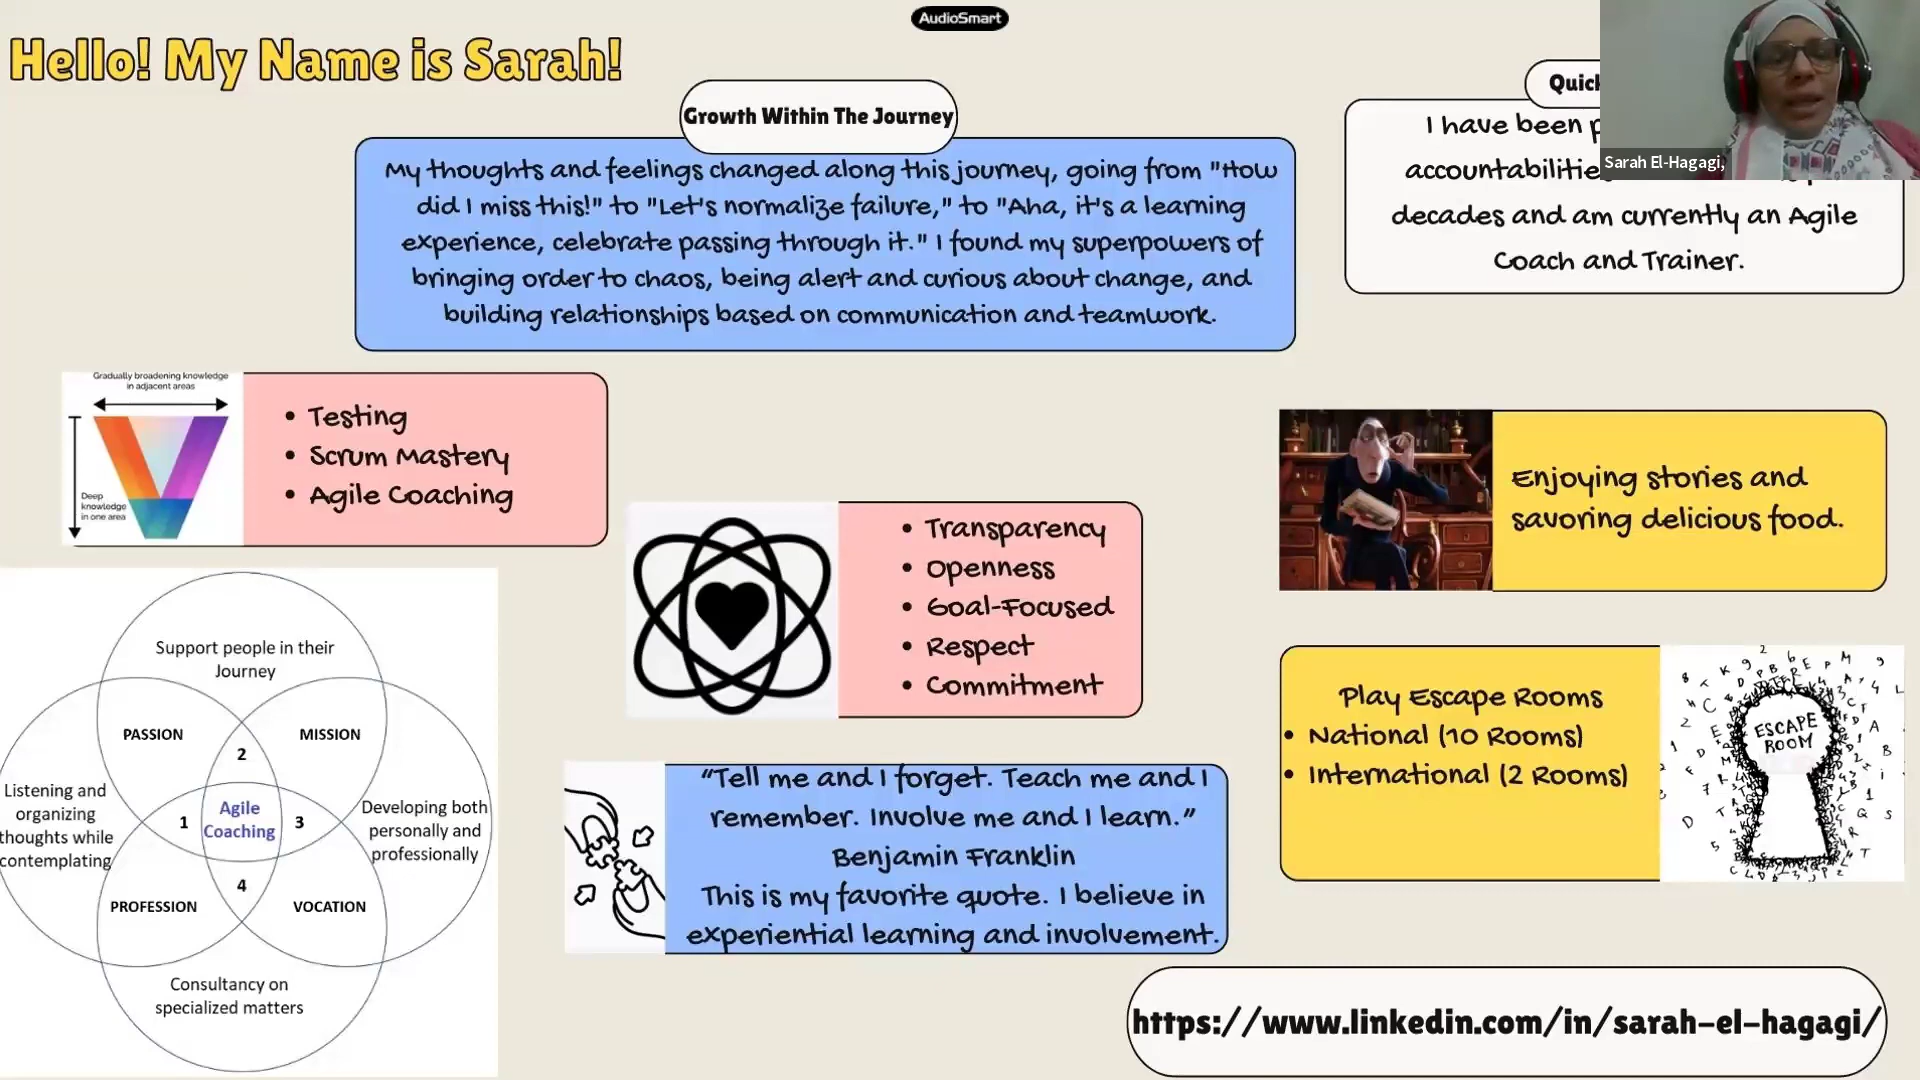 AudioSmart
Hello! My Name is Sarah!
Growth Within The Journey
My thoughts and feelings changed along this journey, going from "How
did I miss this!" to "Let's normalize failure," to "Aha, it's a learning
experience, celebrate passing through it." I found my superpowers of
bringing order to chaos, being alert and curious about change, and
building relationships based on communication and teamwork.
I have been
accountabilities
decades and am currently an Agile
Coach and Trainer.
Sarah El-Hagagi,
Gradually broadening knowledge
in adjacent areas
Deep
knowledge
in one area
• Testing
• Scrum Mastery
• Agile Coaching
• Transparency
• Openness
• Goal-Focused
• Respect
• Commitment
Enjoying stories and
savoring delicious food.
Support people in their
Journey
PASSION
MISSION
2
Listening and
organizing
thoughts while
contemplating
1
Agile
Coaching
3
Developing both
personally and
professionally
4
PROFESSION
VOCATION
Consultancy on
specialized matters
"Tell me and I forget. Teach me and I
remember. Involve me and I learn."
Benjamin Franklin
This is my favorite quote. I believe in
experiential learning and involvement.
Play Escape Rooms
• National (10 Rooms)
• International (2 Rooms)
ESCAPE
ROOM
https://www.linkedin.com/in/sarah-el-hagagi/